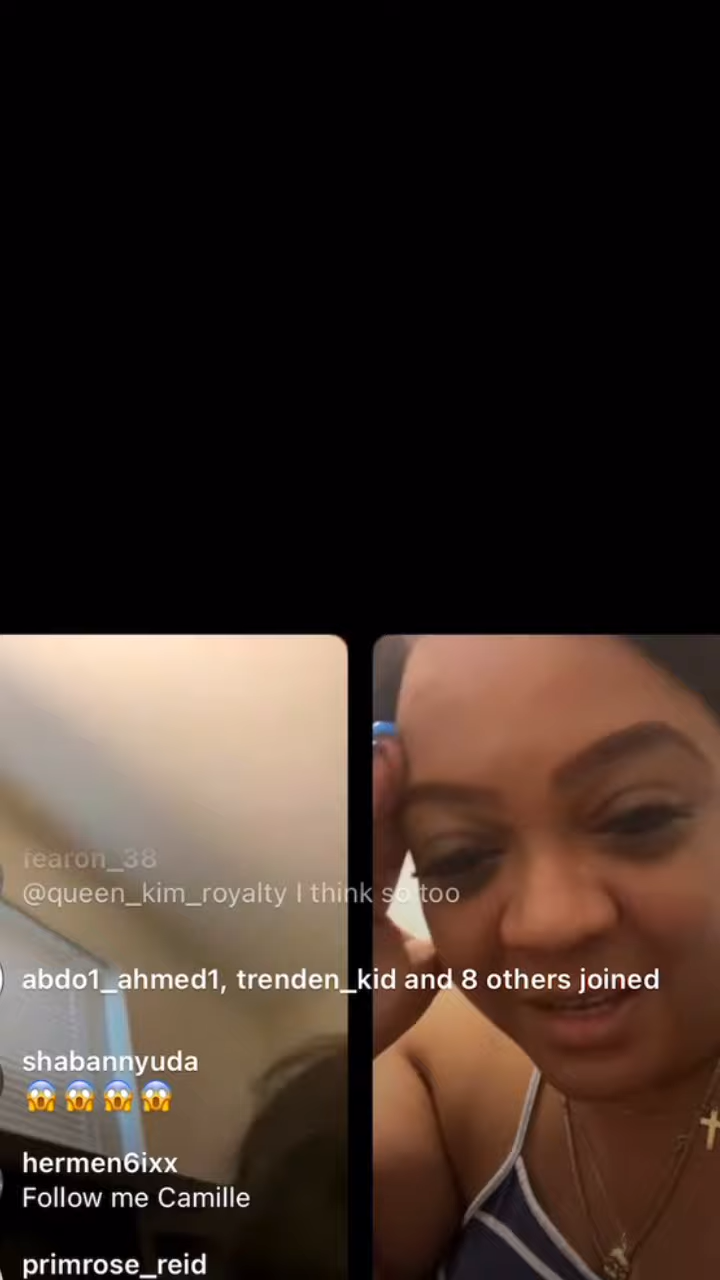 fearon_38
@queen_kim_royalty I think so too
abdo1_ahmed1, trenden_kid and 8 others joined
shabannyuda
😱😱😱😱
hermen6ixx
Follow me Camille
primrose_reid